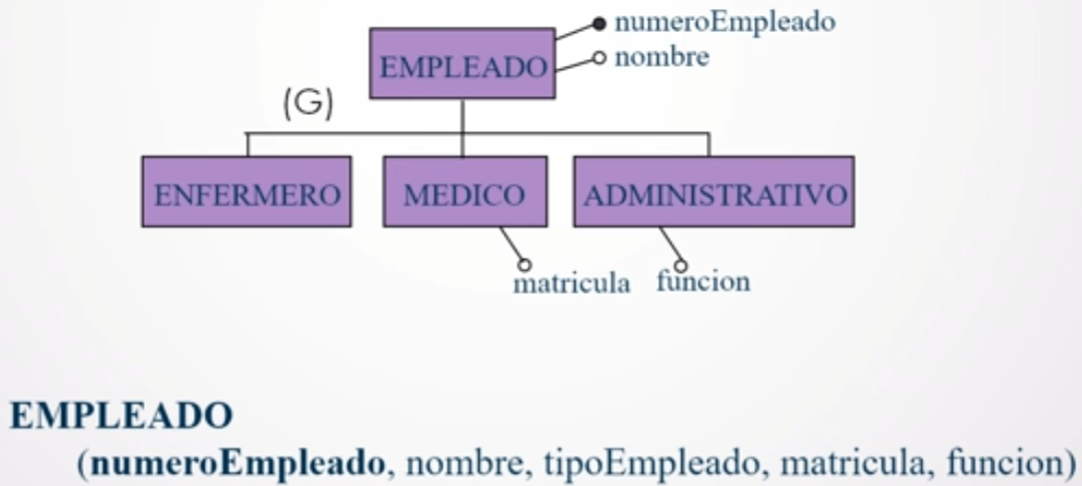 numeroEmpleado
EMPLEADO
nombre
(G)
ENFERMERO
MEDICO
ADMINISTRATIVO
matricula
funcion
EMPLEADO
(numeroEmpleado, nombre, tipoEmpleado, matricula, funcion)